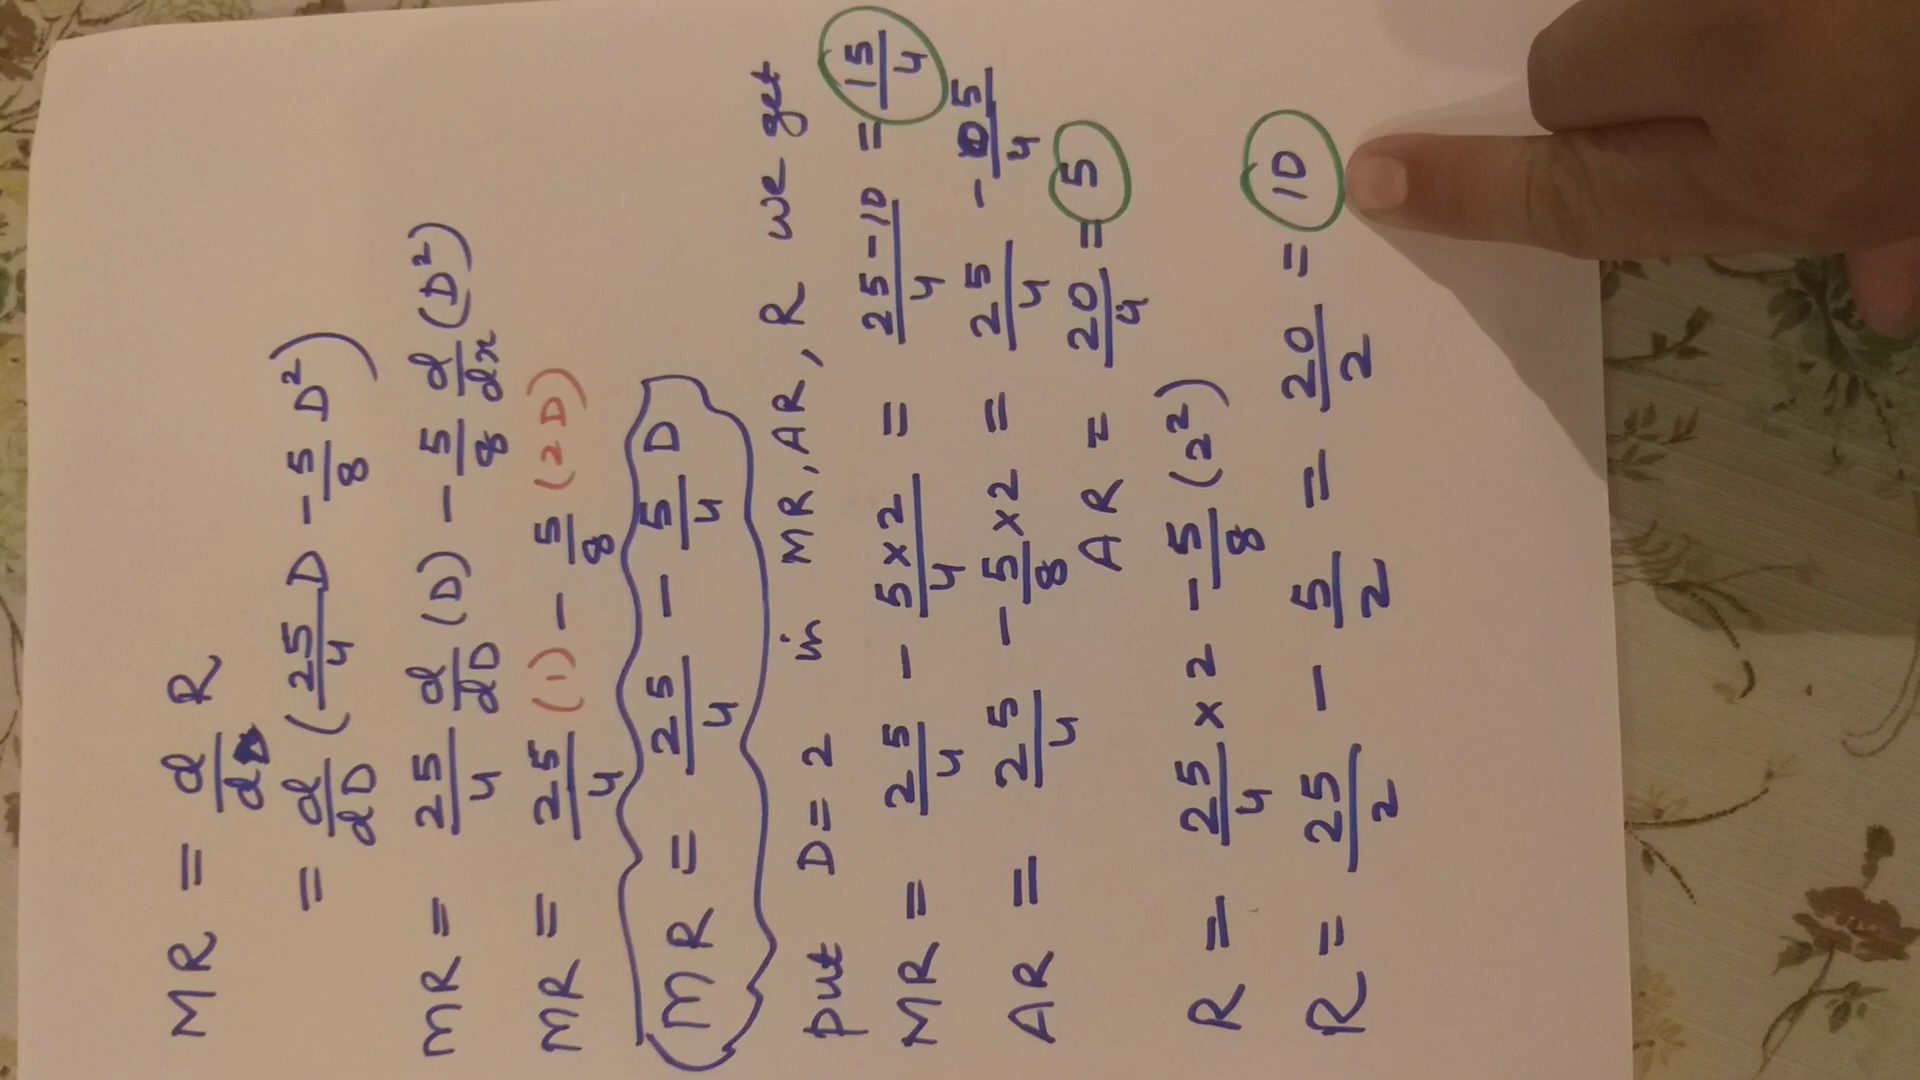 MR = d/dD R
= d/dD (25/4 D - 5/8 D²)
MR = 25/4 d/dD (D) - 5/8 d/dx (D²)
MR = 25/4 (1) - 5/8 (2D)
MR = 25/4 - 5/4 D
put D = 2 in MR, AR, R we get
MR = 25/4 - 5×2/4 = 25-10/4 = 15/4
AR = 25/4 - 5/8 ×2 = 25/4 - 5/4
AR = 20/4 = 5
R = 25/4 × 2 - 5/8 (2²)
R = 25/2 - 5/2 = 20/2 = 10